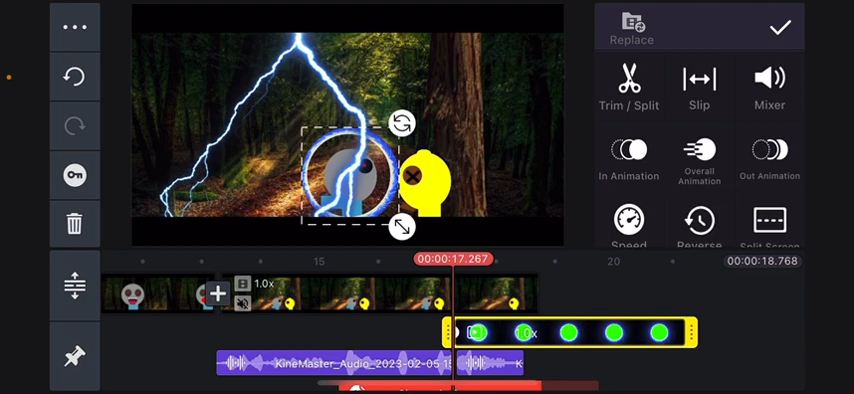 Replace
Trim / Split
Slip
Mixer
In Animation
Overall
Animation
Out Animation
Speed
Reverse
Split Screen
00:00:17.267
15
20
00:00:18.768
1.0x
1.0x
KineMaster_Audio_2023-02-05 15
K